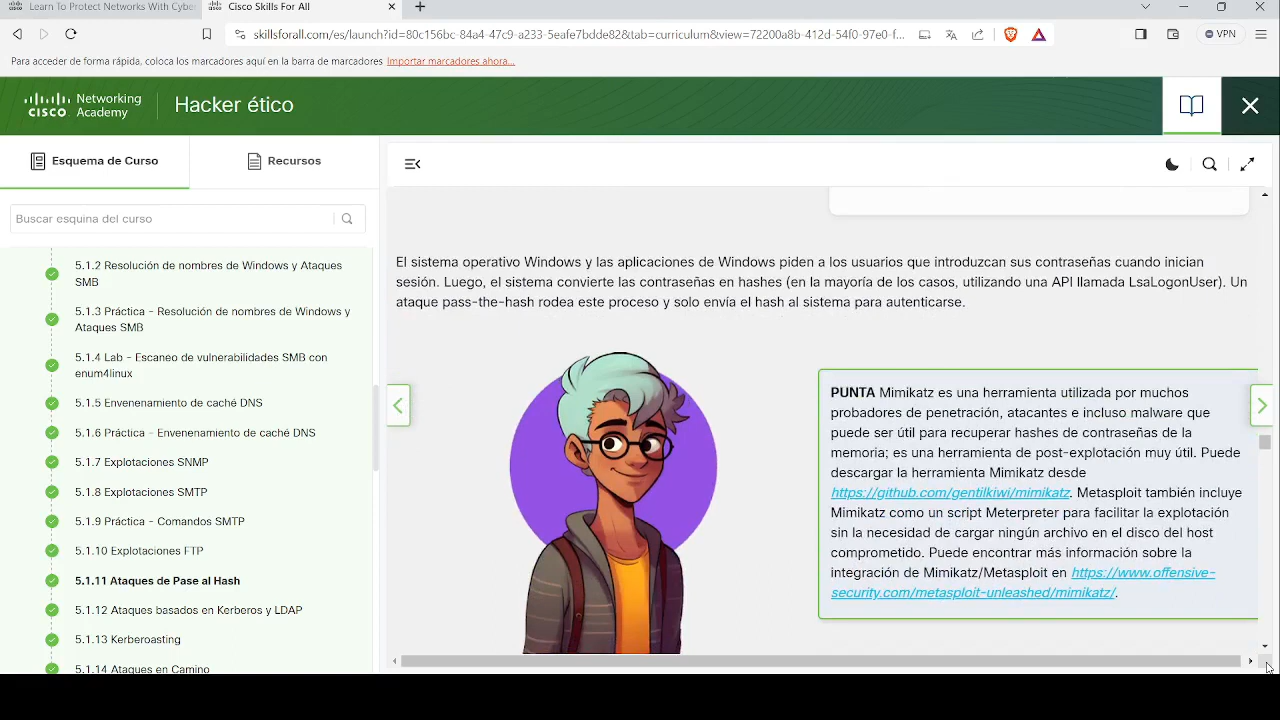 Learn To Protect Networks With Cybe
Cisco Skills For All
skillsforall.com/es/launch?id=80c156bc-84a4-47c9-a233-5eafe7bdde82&tab=curriculum&view=72200a8b-412d-54f0-97e0-f...
VPN
Para acceder de forma rápida, coloca los marcadores aquí en la barra de marcadores Importar marcadores ahora...
CISCO Networking Academy
Hacker ético
Esquema de Curso
Recursos
Buscar esquina del curso
5.1.2 Resolución de nombres de Windows y Ataques
SMB
5.1.3 Práctica - Resolución de nombres de Windows y
Ataques SMB
5.1.4 Lab - Escaneo de vulnerabilidades SMB con
enum4linux
5.1.5 Envenenamiento de caché DNS
5.1.6 Práctica - Envenenamiento de caché DNS
5.1.7 Explotaciones SNMP
5.1.8 Explotaciones SMTP
5.1.9 Práctica - Comandos SMTP
5.1.10 Explotaciones FTP
5.1.11 Ataques de Pase al Hash
5.1.12 Ataques basados en Kerberos y LDAP
5.1.13 Kerberoasting
5.1.14 Ataques en Camino
El sistema operativo Windows y las aplicaciones de Windows piden a los usuarios que introduzcan sus contraseñas cuando inician
sesión. Luego, el sistema convierte las contraseñas en hashes (en la mayoría de los casos, utilizando una API llamada LsaLogonUser). Un
ataque pass-the-hash rodea este proceso y solo envía el hash al sistema para autenticarse.
PUNTA Mimikatz es una herramienta utilizada por muchos
probadores de penetración, atacantes e incluso malware que
puede ser útil para recuperar hashes de contraseñas de la
memoria; es una herramienta de post-explotación muy útil. Puede
descargar la herramienta Mimikatz desde
https://github.com/gentilkiwi/mimikatz. Metasploit también incluye
Mimikatz como un script Meterpreter para facilitar la explotación
sin la necesidad de cargar ningún archivo en el disco del host
comprometido. Puede encontrar más información sobre la
integración de Mimikatz/Metasploit en https://www.offensive-
security.com/metasploit-unleashed/mimikatz/.